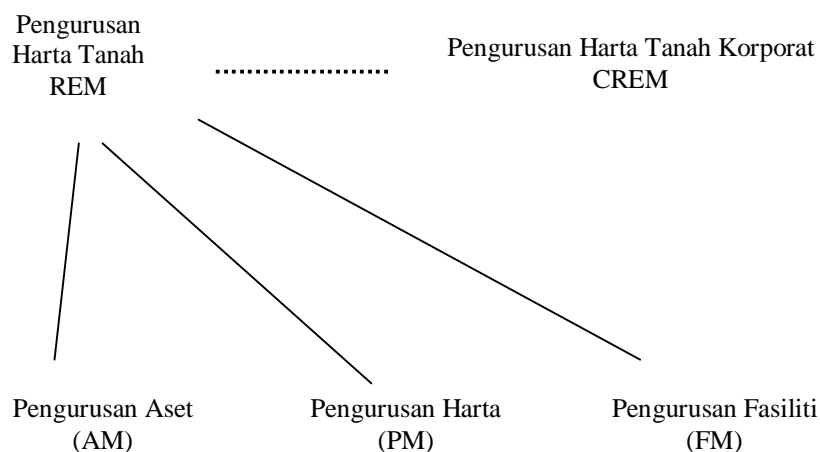 Pengurusan
Harta Tanah
REM
Pengurusan Harta Tanah Korporat
CREM
Pengurusan Aset
(AM)
Pengurusan Harta
(PM)
Pengurusan Fasiliti
(FM)